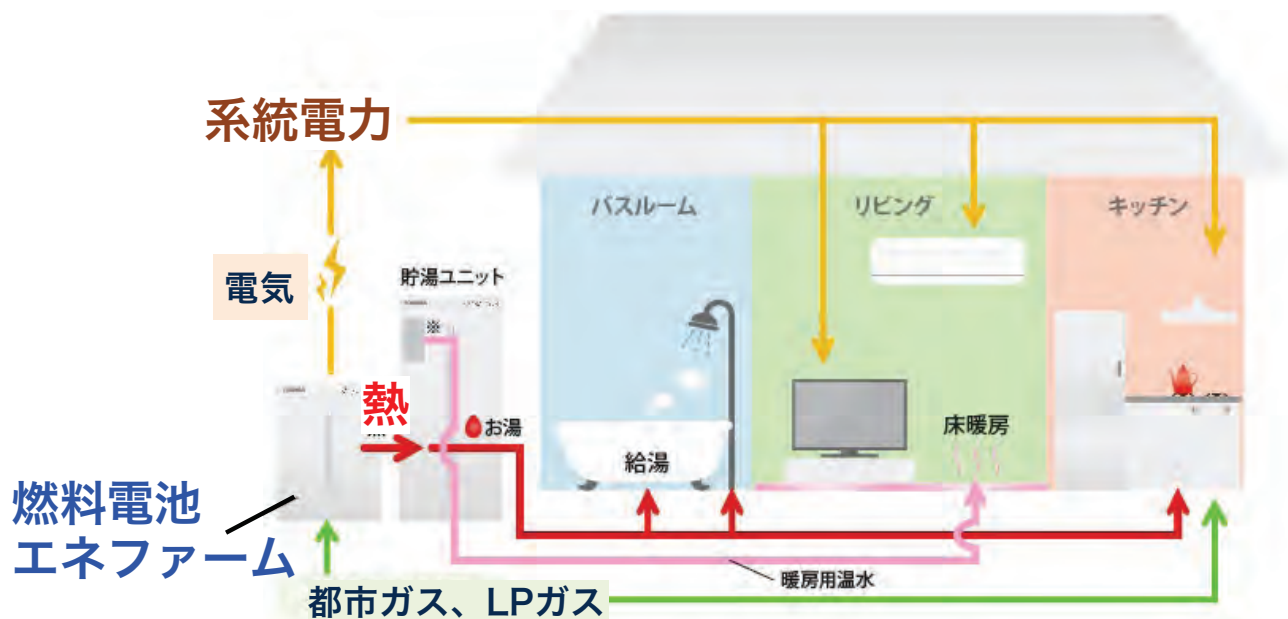 系統電力
バスルーム
リビング
キッチン
電気
貯湯ユニット
※
熱
お湯
給湯
床暖房
燃料電池
エネファーム
暖房用温水
都市ガス、LPガス